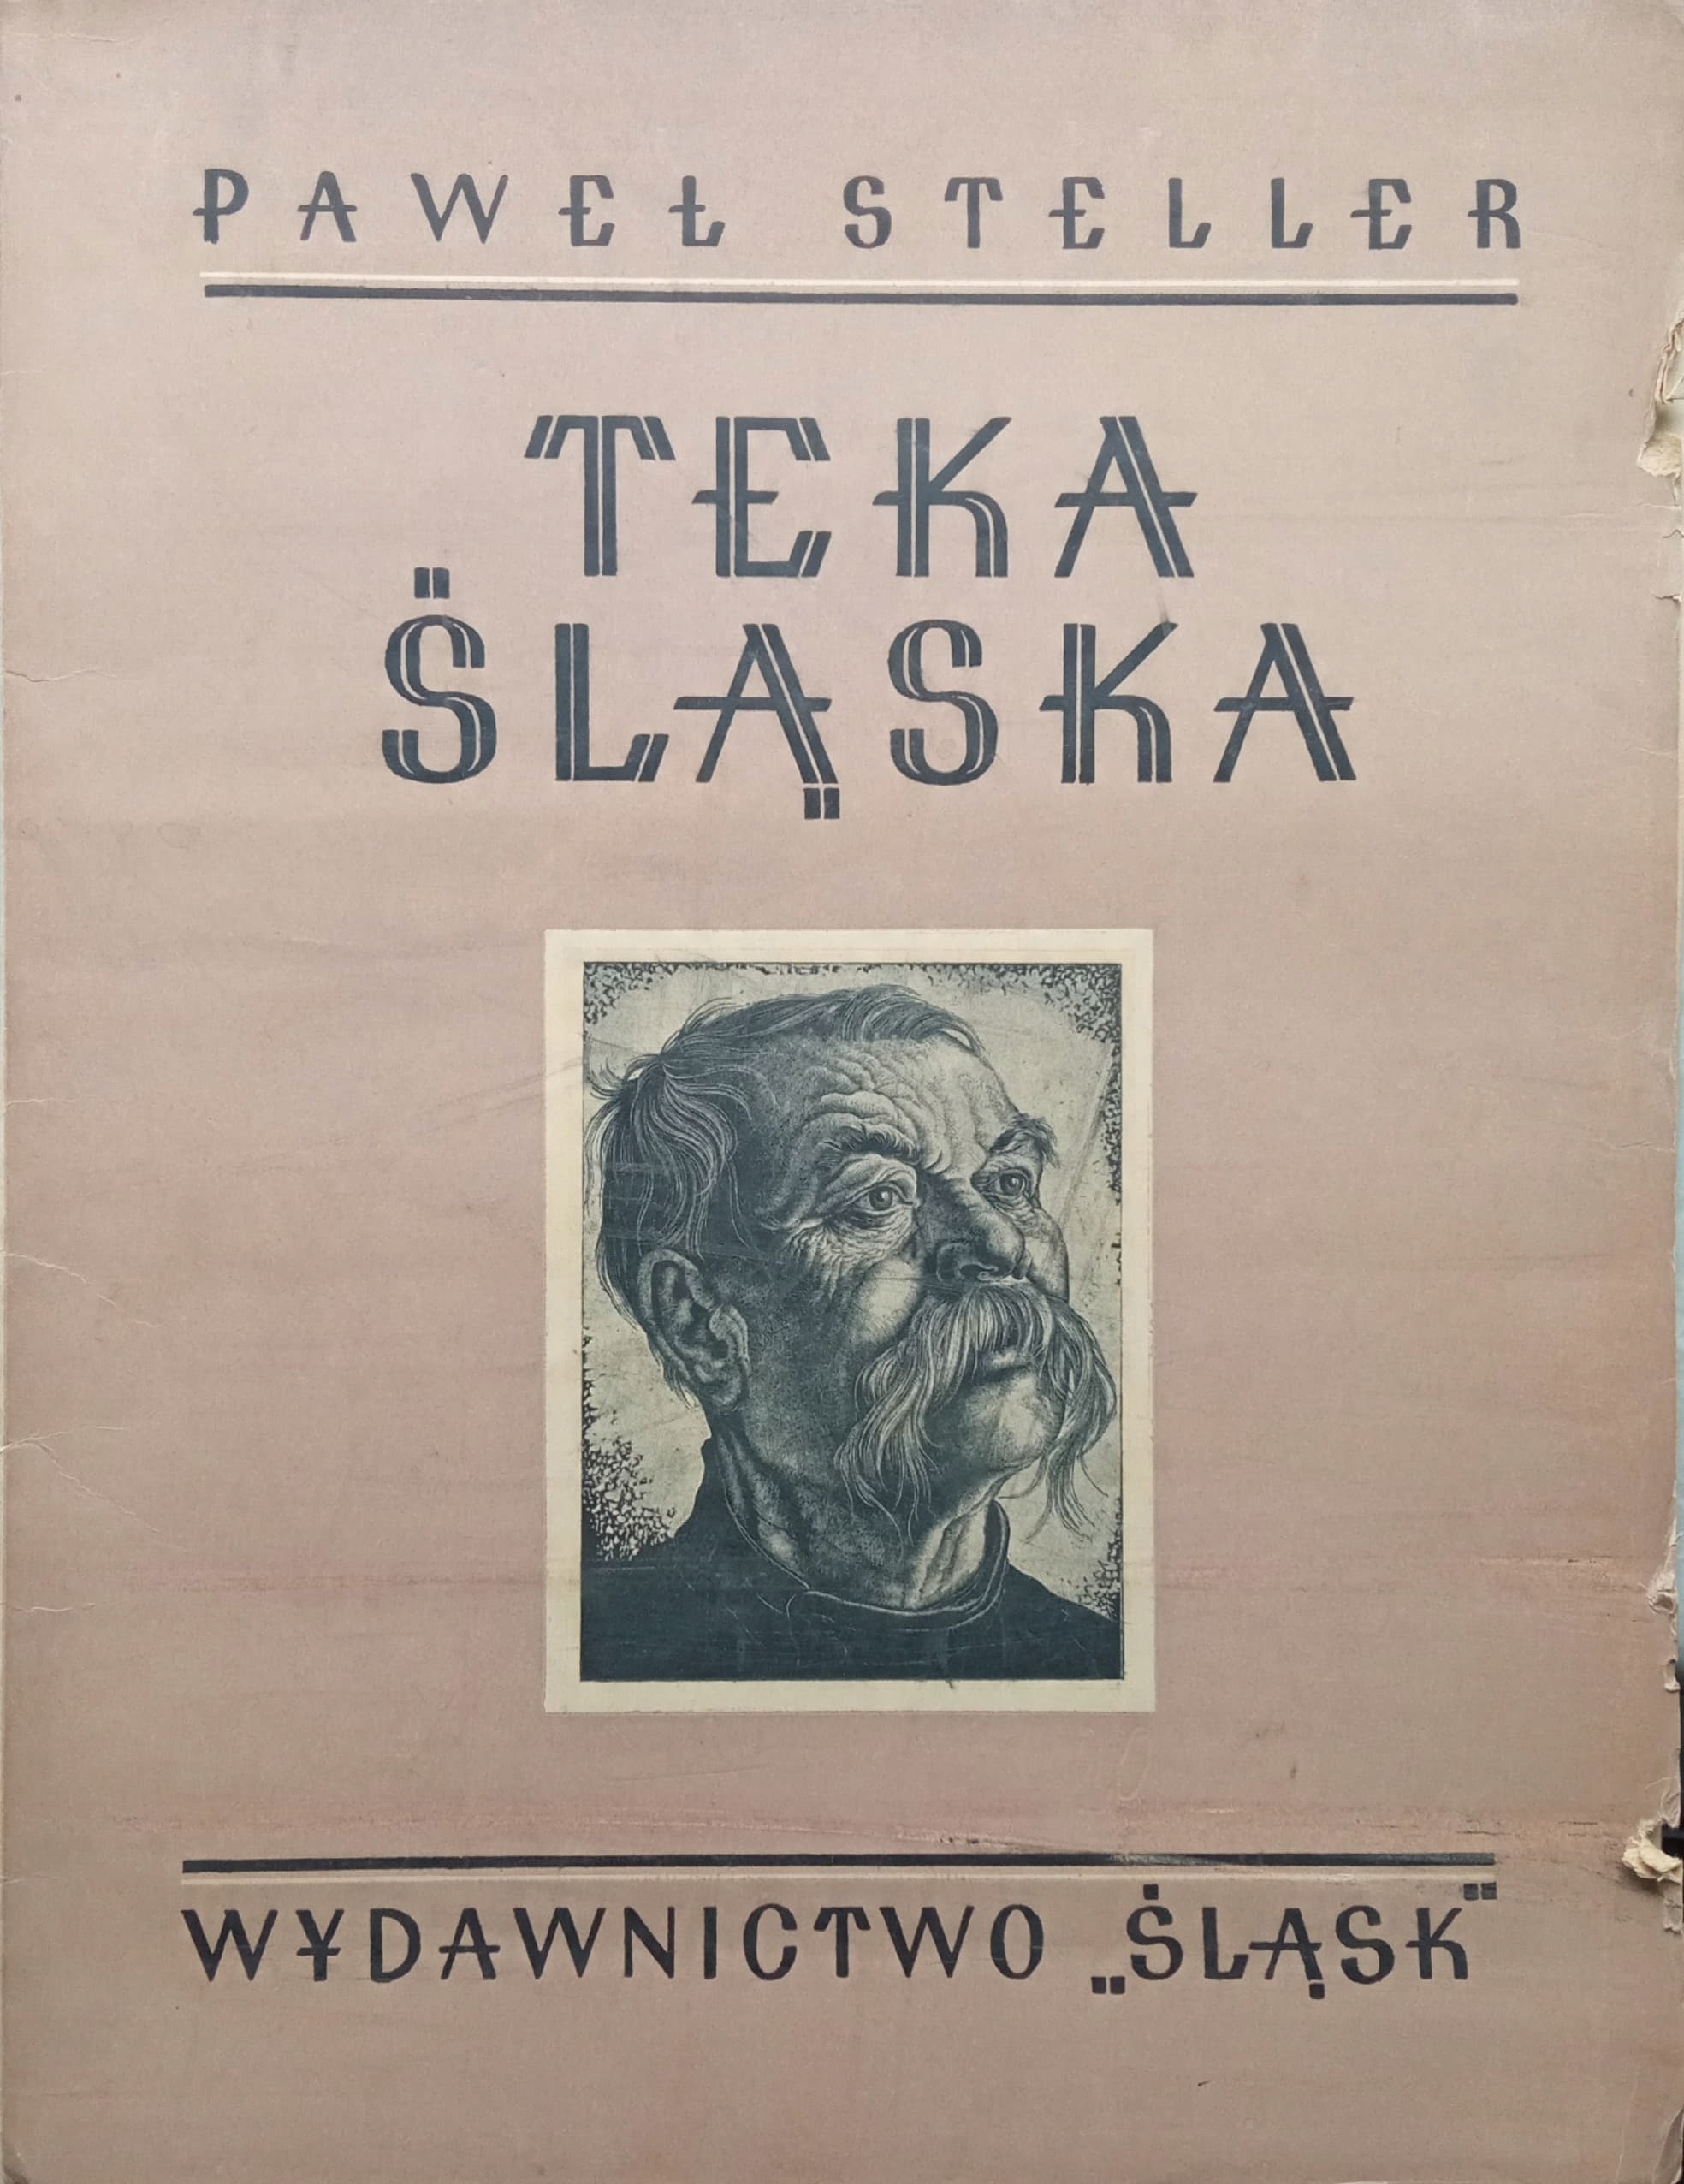 PAWEŁ STELLER
TEKA
ŚLĄSKA
WYDAWNICTWO „ŚLĄSK"